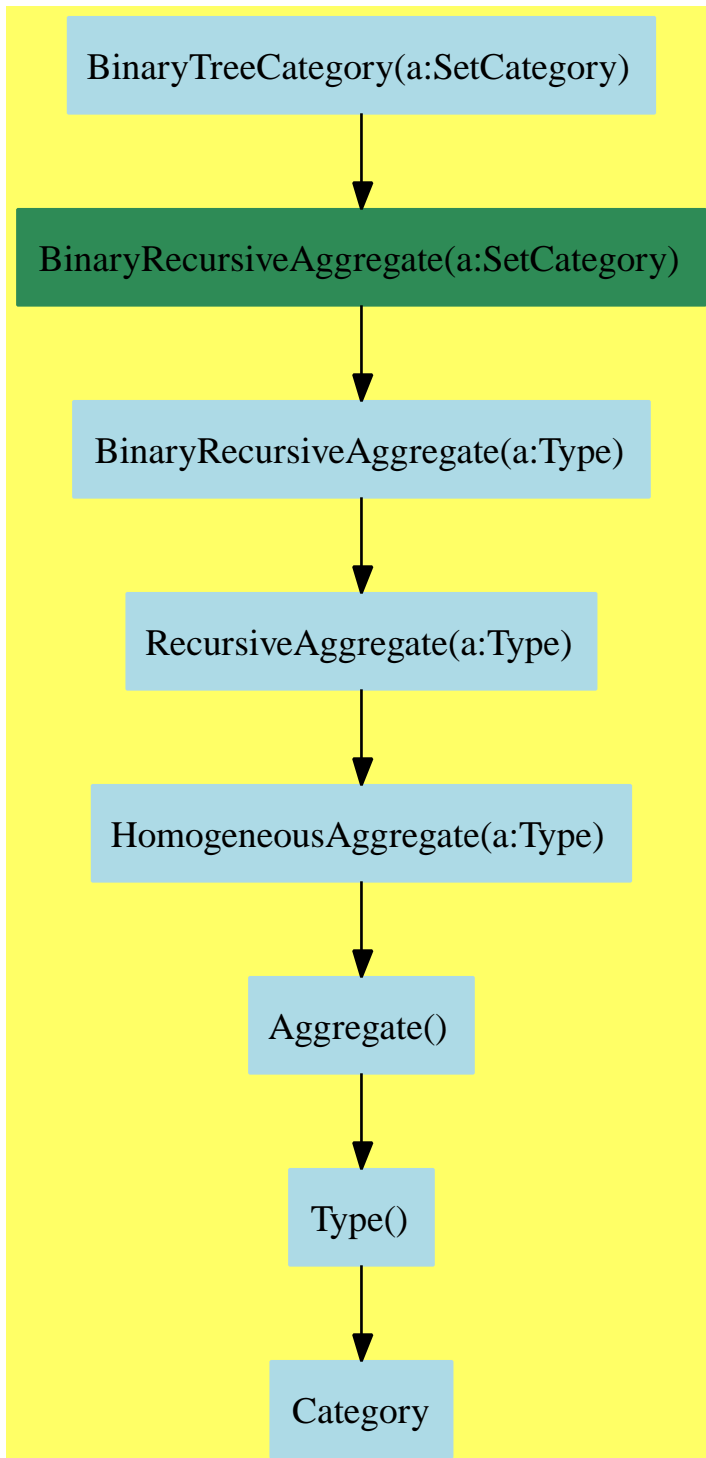 BinaryTreeCategory(a:SetCategory)
BinaryRecursiveAggregate(a:SetCategory)
BinaryRecursiveAggregate(a:Type)
RecursiveAggregate(a:Type)
HomogeneousAggregate(a:Type)
Aggregate()
Type()
Category